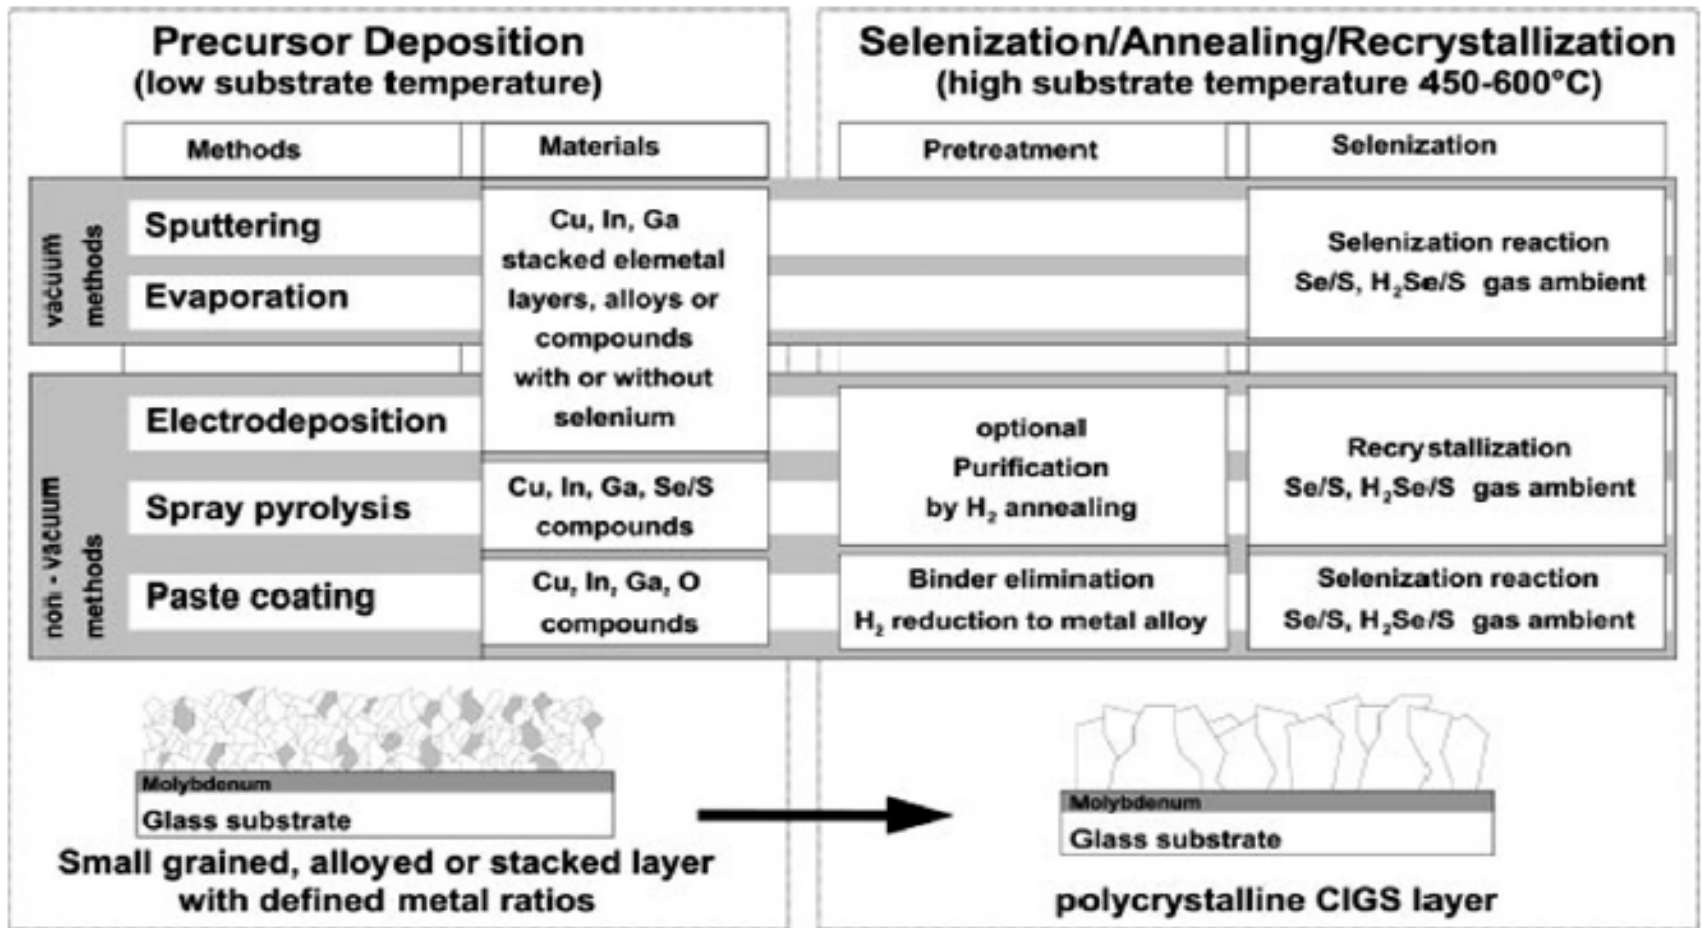 Precursor Deposition
(low substrate temperature)
Methods
Materials
vacuum
methods
Sputtering
Evaporation
Cu, In, Ga
stacked elemetal
layers, alloys or
compounds
with or without
selenium
non - vacuum
methods
Electrodeposition
Spray pyrolysis
Cu, In, Ga, Se/S
compounds
Paste coating
Cu, In, Ga, O
compounds
Molybdenum
Glass substrate
Small grained, alloyed or stacked layer
with defined metal ratios
Selenization/Annealing/Recrystallization
(high substrate temperature 450-600°C)
Pretreatment
Selenization
Selenization reaction
Se/S, H₂Se/S gas ambient
optional
Purification
by H₂ annealing
Recrystallization
Se/S, H₂Se/S gas ambient
Binder elimination
H₂ reduction to metal alloy
Selenization reaction
Se/S, H₂Se/S gas ambient
Molybdenum
Glass substrate
polycrystalline CIGS layer